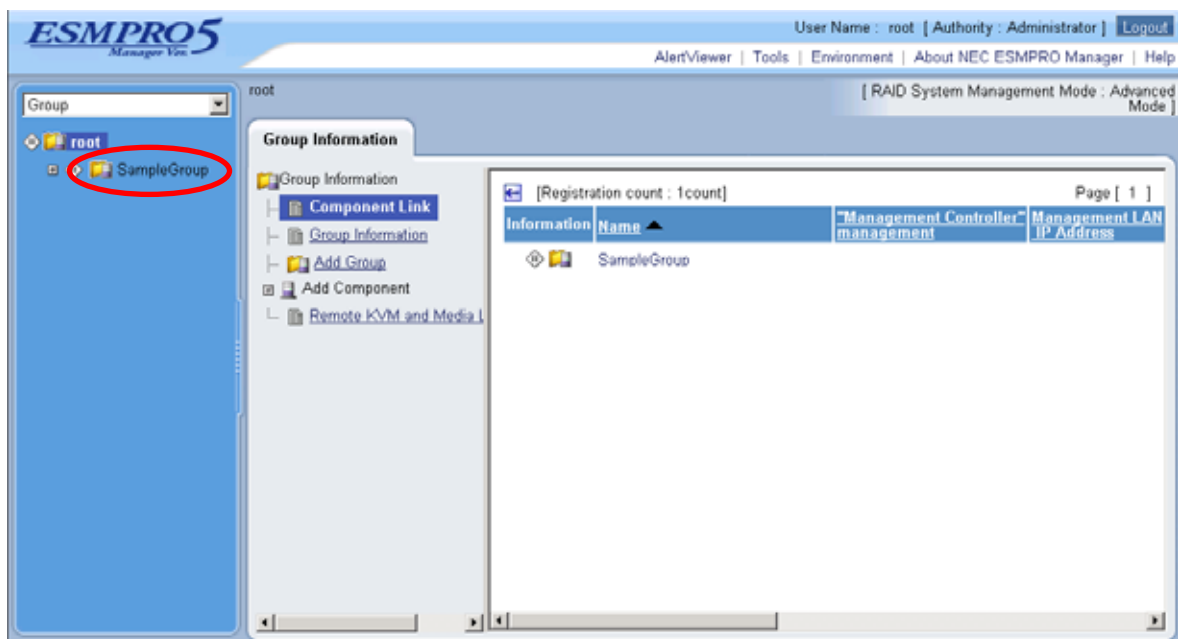 ESMPRO5
Manager Ver.
User Name : root [ Authority : Administrator ] Logout
AlertViewer | Tools | Environment | About NEC ESMPRO Manager | Help
Group
root
SampleGroup
root
[ RAID System Management Mode : Advanced
Mode ]
Group Information
Group Information
Component Link
Group Information
Add Group
Add Component
Remote KVM and Media L
[Registration count : 1count]
Page [ 1 ]
Information Name "Management Controller" management Management LAN IP Address
SampleGroup